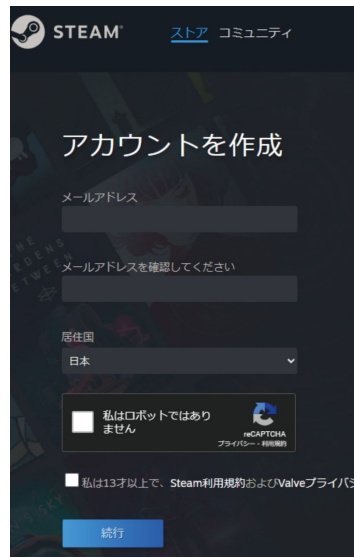 STEAM ストア コミュニティ
アカウントを作成
メールアドレス
メールアドレスを確認してください
居住国
日本
私はロボットではあり
ません
reCAPTCHA
プライバシー - 利用規約
私は13才以上で、Steam利用規約およびValveプライバシ
続行